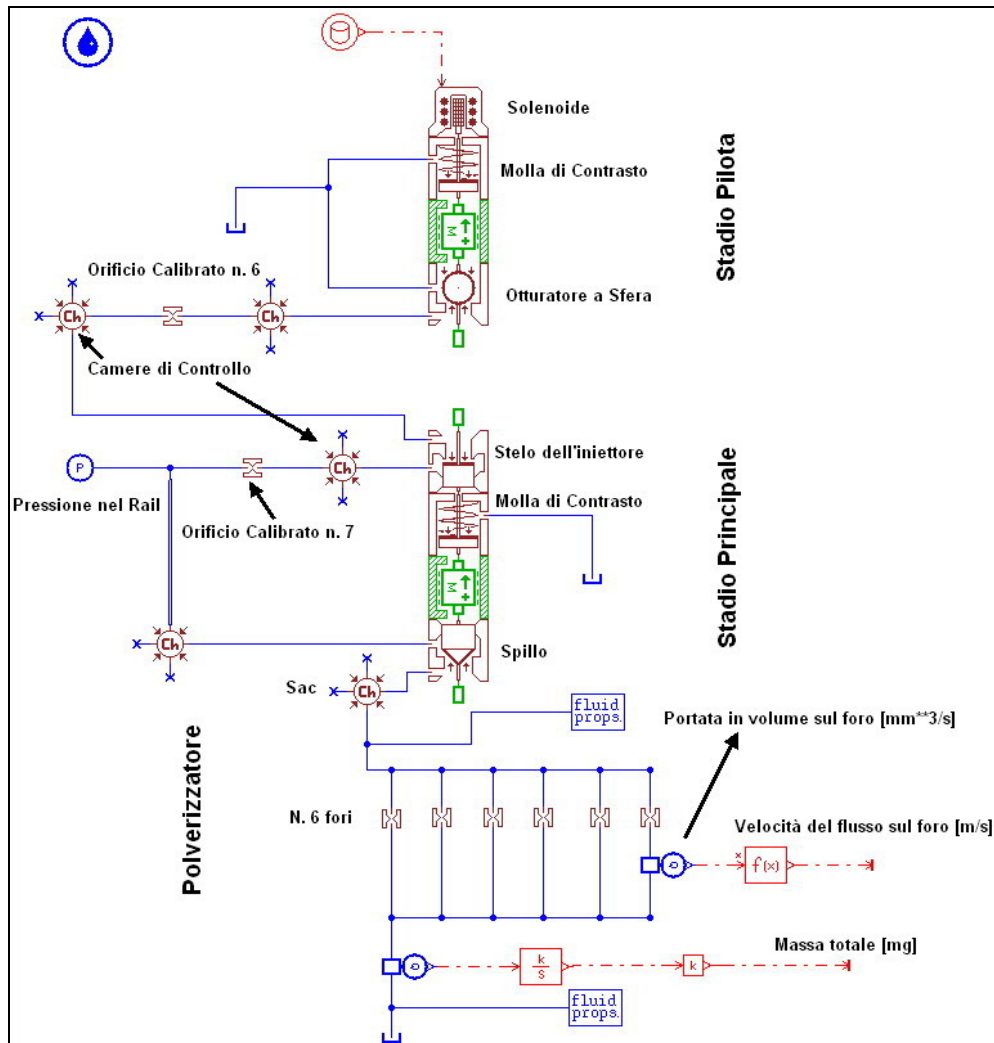 Solenoide
Molla di Contrasto
Stadio Pilota
Orificio Calibrato n. 6
Otturatore a Sfera
Ch
Ch
Camere di Controllo
Stelo dell'iniettore
P
Ch
Pressione nel Rail
Molla di Contrasto
Orificio Calibrato n. 7
Stadio Principale
M
M
Ch
Spillo
Sac
Ch
fluid
props.
Portata in volume sul foro [mm**3/s]
Polverizzatore
N. 6 fori
Velocità del flusso sul foro [m/s]
x
f(x)
Massa totale [mg]
k
s
k
fluid
props.